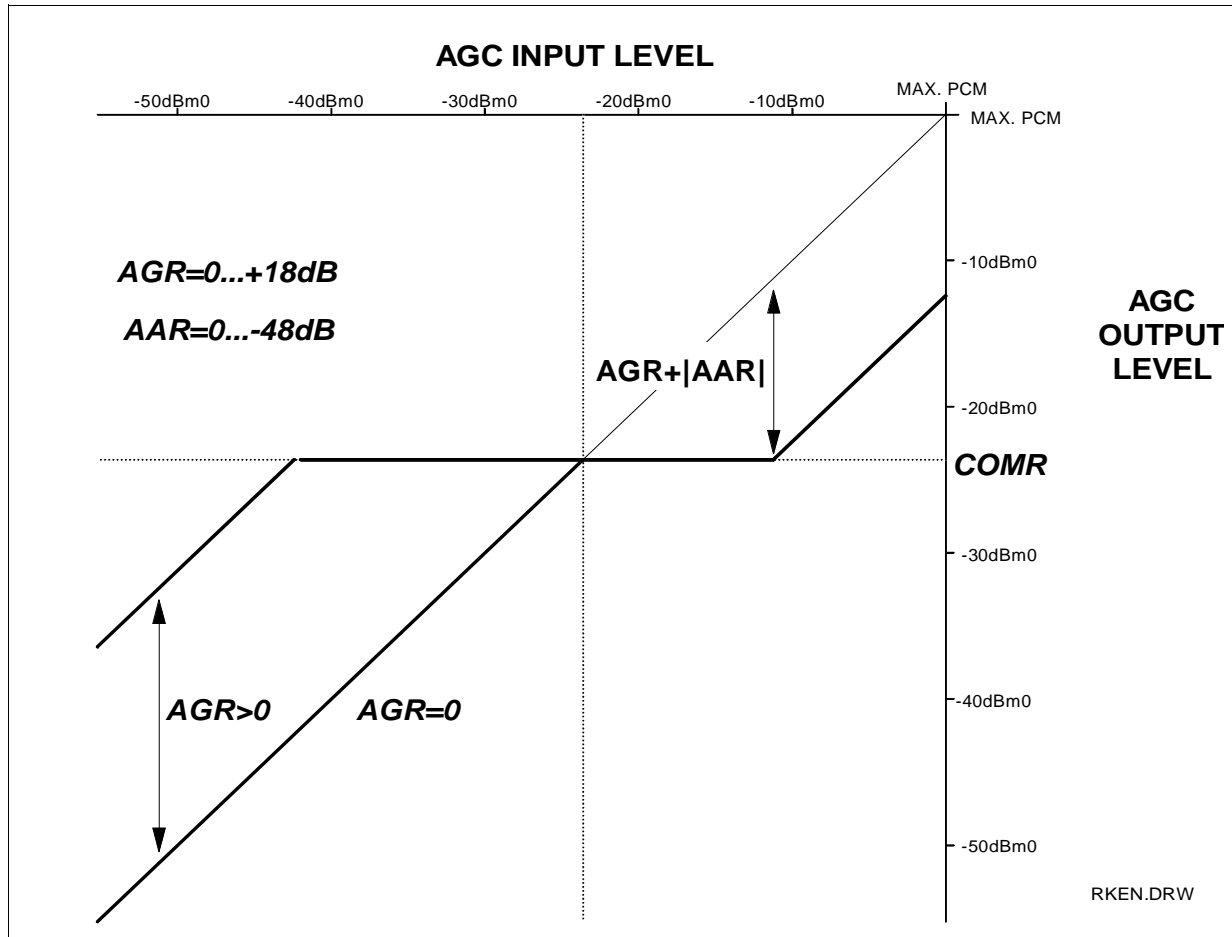 AGC INPUT LEVEL
MAX. PCM
-50dBm0 -40dBm0 -30dBm0 -20dBm0 -10dBm0
MAX. PCM
AGR=0...+18dB
-10dBm0
AAR=0...-48dB
AGC
OUTPUT
LEVEL
AGR+|AAR|
-20dBm0
COMR
-30dBm0
AGR>0
AGR=0
-40dBm0
-50dBm0
RKEN.DRW